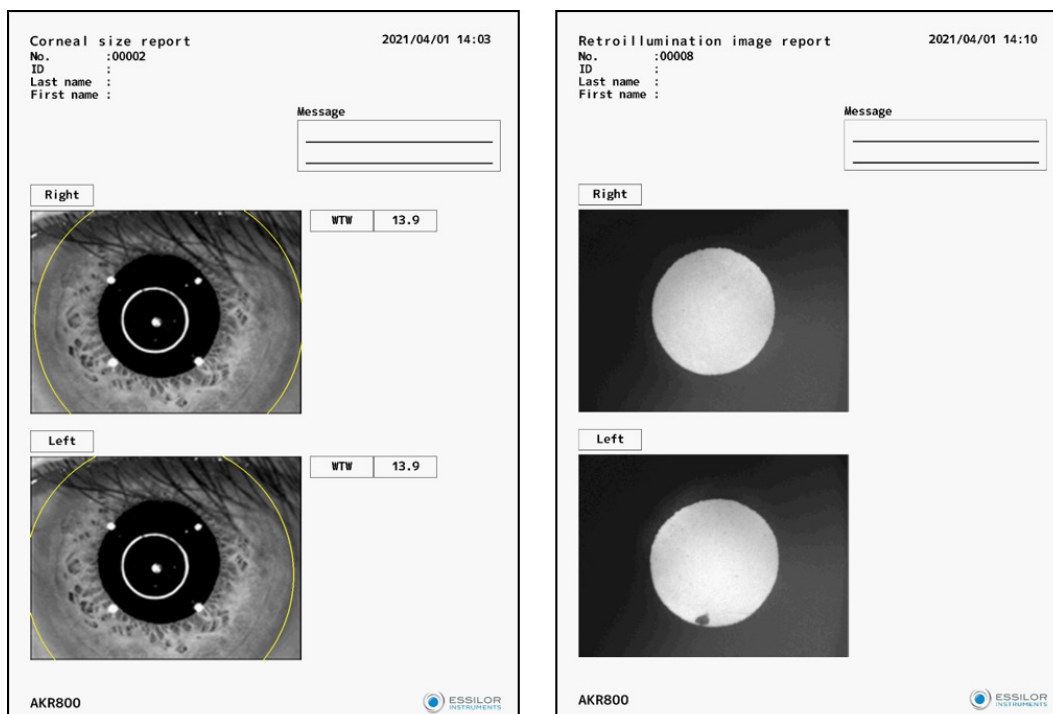 Corneal size report 2021/04/01 14:03
No. :00002
ID :
Last name :
First name :
Message
Right
WTW 13.9
Left
WTW 13.9
AKR800
ESSILOR
INSTRUMENTS
Retroillumination image report 2021/04/01 14:10
No. :00008
ID :
Last name :
First name :
Message
Right
Left
AKR800
ESSILOR
INSTRUMENTS